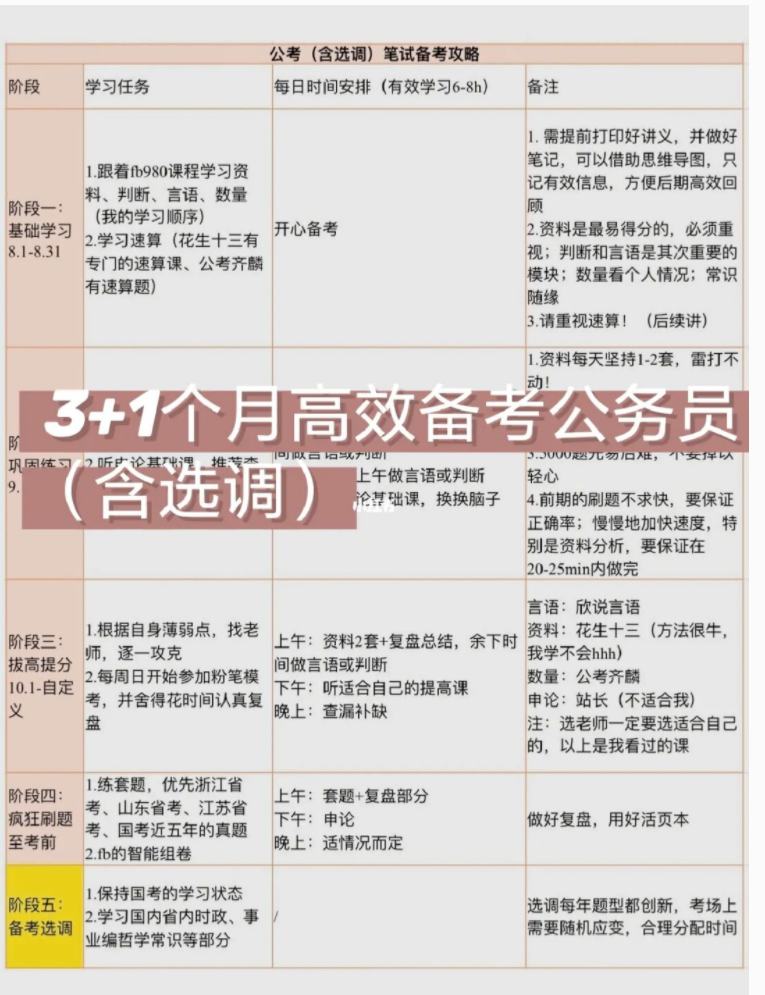 公考（含选调）笔试备考攻略
阶段
学习任务
每日时间安排（有效学习6-8h）
备注
阶段一：
基础学习
8.1-8.31
1.跟着fb980课程学习资
料、判断、言语、数量
（我的学习顺序）
2.学习速算（花生十三有
专门的速算课、公考齐麟
有速算题）
开心备考
1. 需提前打印好讲义，并做好
笔记，可以借助思维导图，只
记有效信息，方便后期高效回
顾
2.资料是最易得分的，必须重
视；判断和言语是其次重要的
模块；数量看个人情况；常识
随缘
3.请重视速算！（后续讲）
3+1个月高效备考公务员
（含选调）
阶
巩固练习
9.
2.听申论基础课，推荐李
间做言语或判断
上午做言语或判断
论基础课，换换脑子
小红书
1.资料每天坚持1-2套，雷打不
动！
3.5000题先易后难，不要掉以
轻心
4.前期的刷题不求快，要保证
正确率；慢慢地加快速度，特
别是资料分析，要保证在
20-25min内做完
阶段三：
拔高提分
10.1-自定
义
1.根据自身薄弱点，找老
师，逐一攻克
2.每周日开始参加粉笔模
考，并舍得花时间认真复
盘
上午：资料2套+复盘总结，余下时
间做言语或判断
下午：听适合自己的提高课
晚上：查漏补缺
言语：欣说言语
资料：花生十三（方法很牛，
我学不会hhh）
数量：公考齐麟
申论：站长（不适合我）
注：选老师一定要选适合自己
的，以上是我看过的课
阶段四：
疯狂刷题
至考前
1.练套题，优先浙江省
考、山东省考、江苏省
考、国考近五年的真题
2.fb的智能组卷
上午：套题+复盘部分
下午：申论
晚上：适情况而定
做好复盘，用好活页本
阶段五：
备考选调
1.保持国考的学习状态
2.学习国内省内时政、事
业编哲学常识等部分
/
选调每年题型都创新，考场上
需要随机应变，合理分配时间